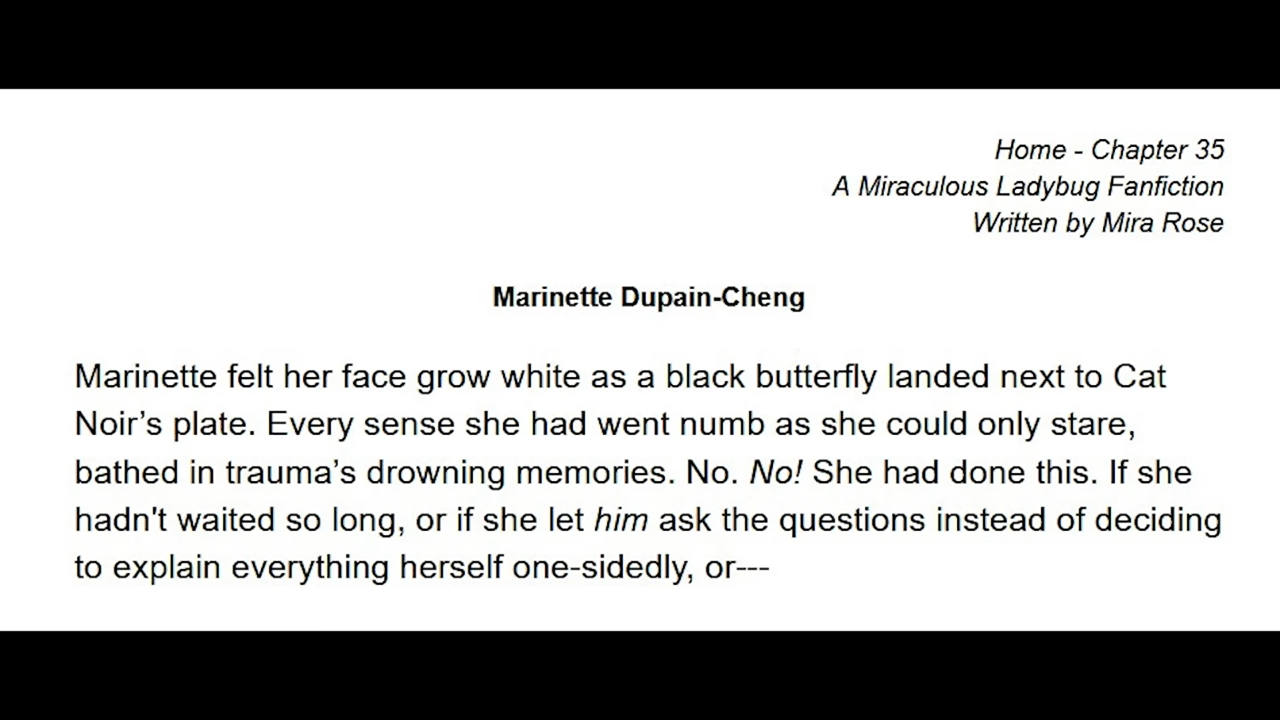 Home - Chapter 35
A Miraculous Ladybug Fanfiction
Written by Mira Rose
Marinette Dupain-Cheng
Marinette felt her face grow white as a black butterfly landed next to Cat
Noir’s plate. Every sense she had went numb as she could only stare,
bathed in trauma’s drowning memories. No. No! She had done this. If she
hadn't waited so long, or if she let him ask the questions instead of deciding
to explain everything herself one-sidedly, or---